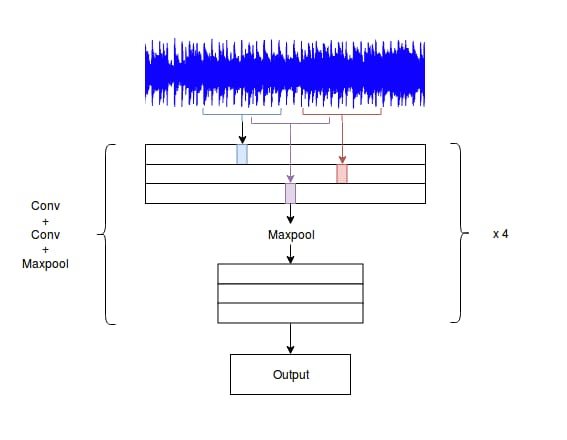 Conv
+
Conv
+
Maxpool
Maxpool
x 4
Output